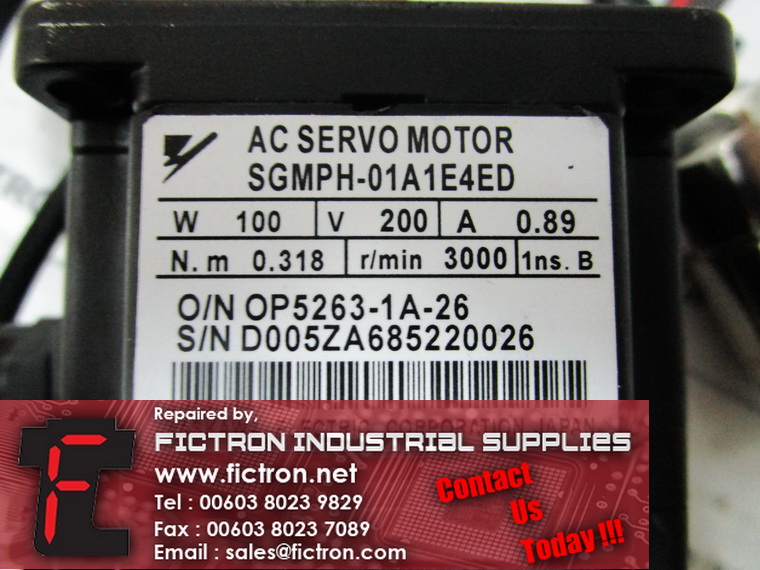 AC SERVO MOTOR
SGMPH-01A1E4ED
W 100 V 200 A 0.89
N.m 0.318 r/min 3000 1ns. B
O/N OP5263-1A-26
S/N D005ZA685220026
CORPORATION
Repaired by,
FICTRON INDUSTRIAL SUPPLIES
www.fictron.net
Tel : 00603 8023 9829
Fax : 00603 8023 7089
Email : sales@fictron.com
Contact
Us
Today !!!